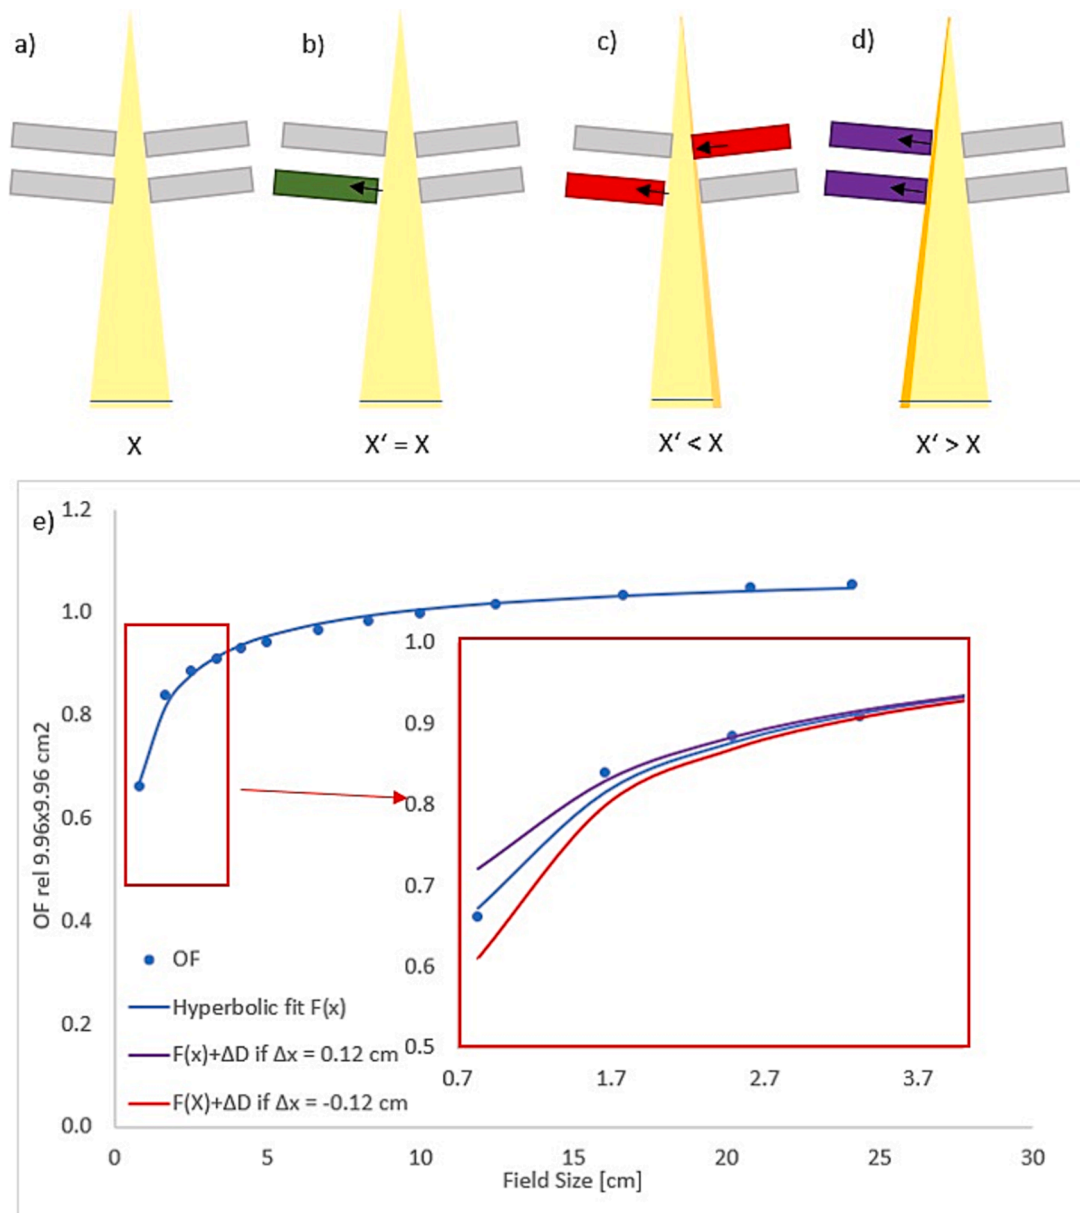 a)
b)
c)
d)
X
X‘ = X
X‘ < X
X‘ > X
e)
1.2
1.0
0.8
0.6
0.4
0.2
0.0
OF rel 9.96x9.96 cm2
1.0
0.9
0.8
0.7
0.6
0.5
0.7 1.7 2.7 3.7
OF
Hyperbolic fit F(x)
F(x)+ΔD if Δx = 0.12 cm
F(X)+ΔD if Δx = -0.12 cm
0 5 10 15 20 25 30
Field Size [cm]